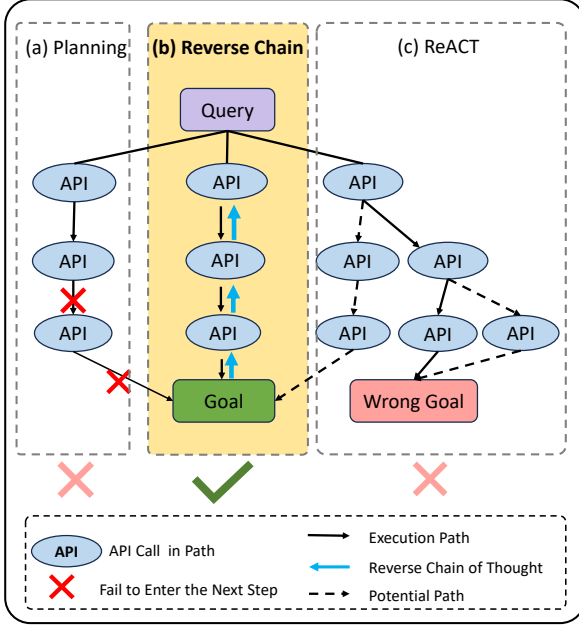 (a) Planning
(b) Reverse Chain
(c) ReACT
Query
API
API
API
API
API
API
API
API
API
API
API
API
Goal
Wrong Goal
API
API Call in Path
Fail to Enter the Next Step
Execution Path
Reverse Chain of Thought
Potential Path